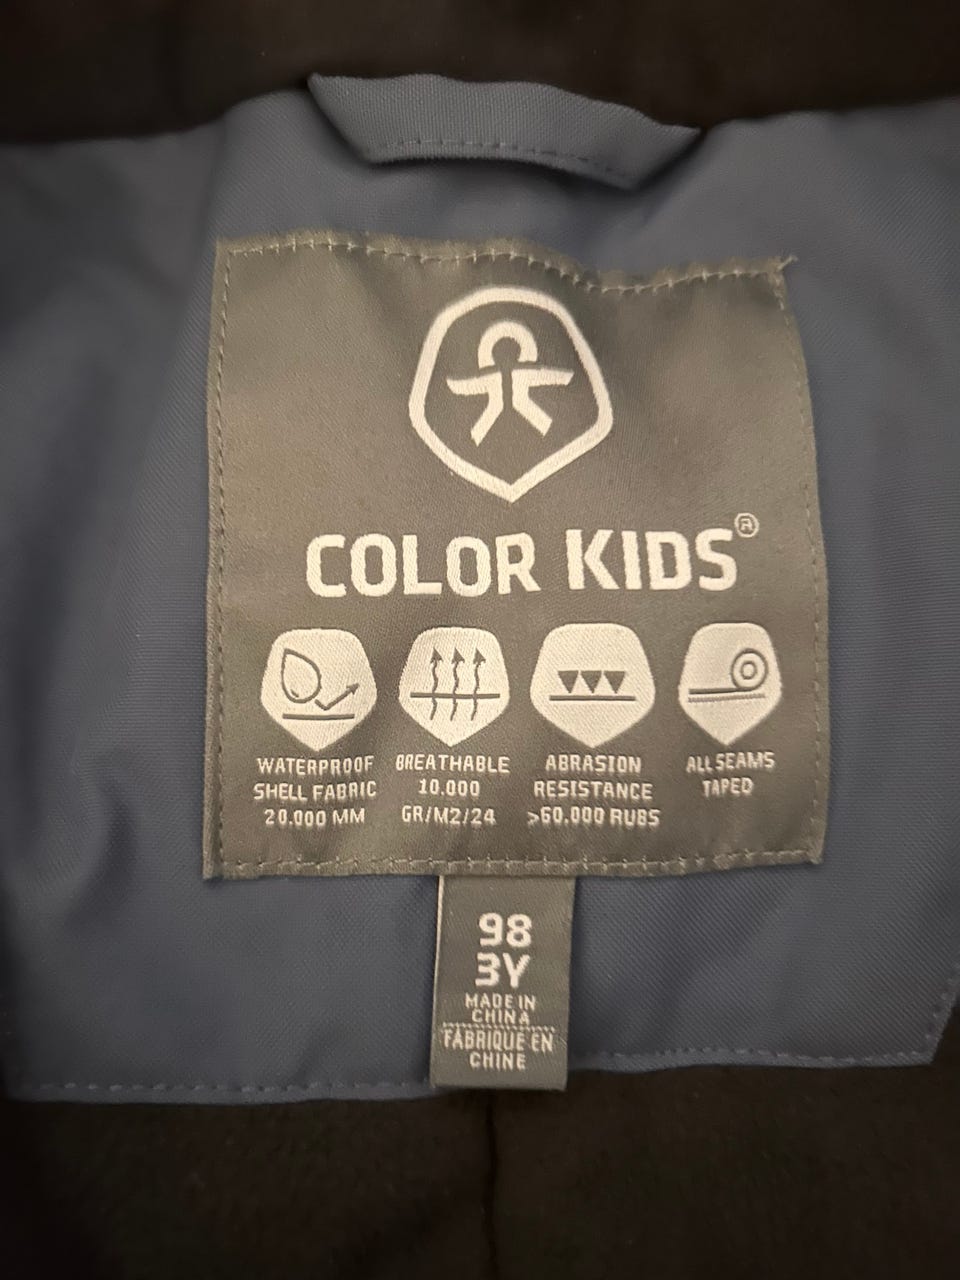 COLOR KIDS®
WATERPROOF
SHELL FABRIC
20.000 MM
BREATHABLE
10.000
GR/M2/24
ABRASION
RESISTANCE
>60.000 RUBS
ALL SEAMS
TAPED
98
3Y
MADE IN
CHINA
FABRIQUE EN
CHINE